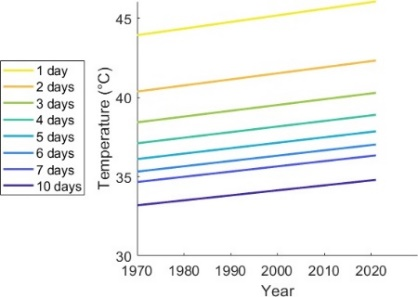 1 day
2 days
3 days
4 days
5 days
6 days
7 days
10 days
Temperature (°C)
45
40
35
30
1970 1980 1990 2000 2010 2020
Year